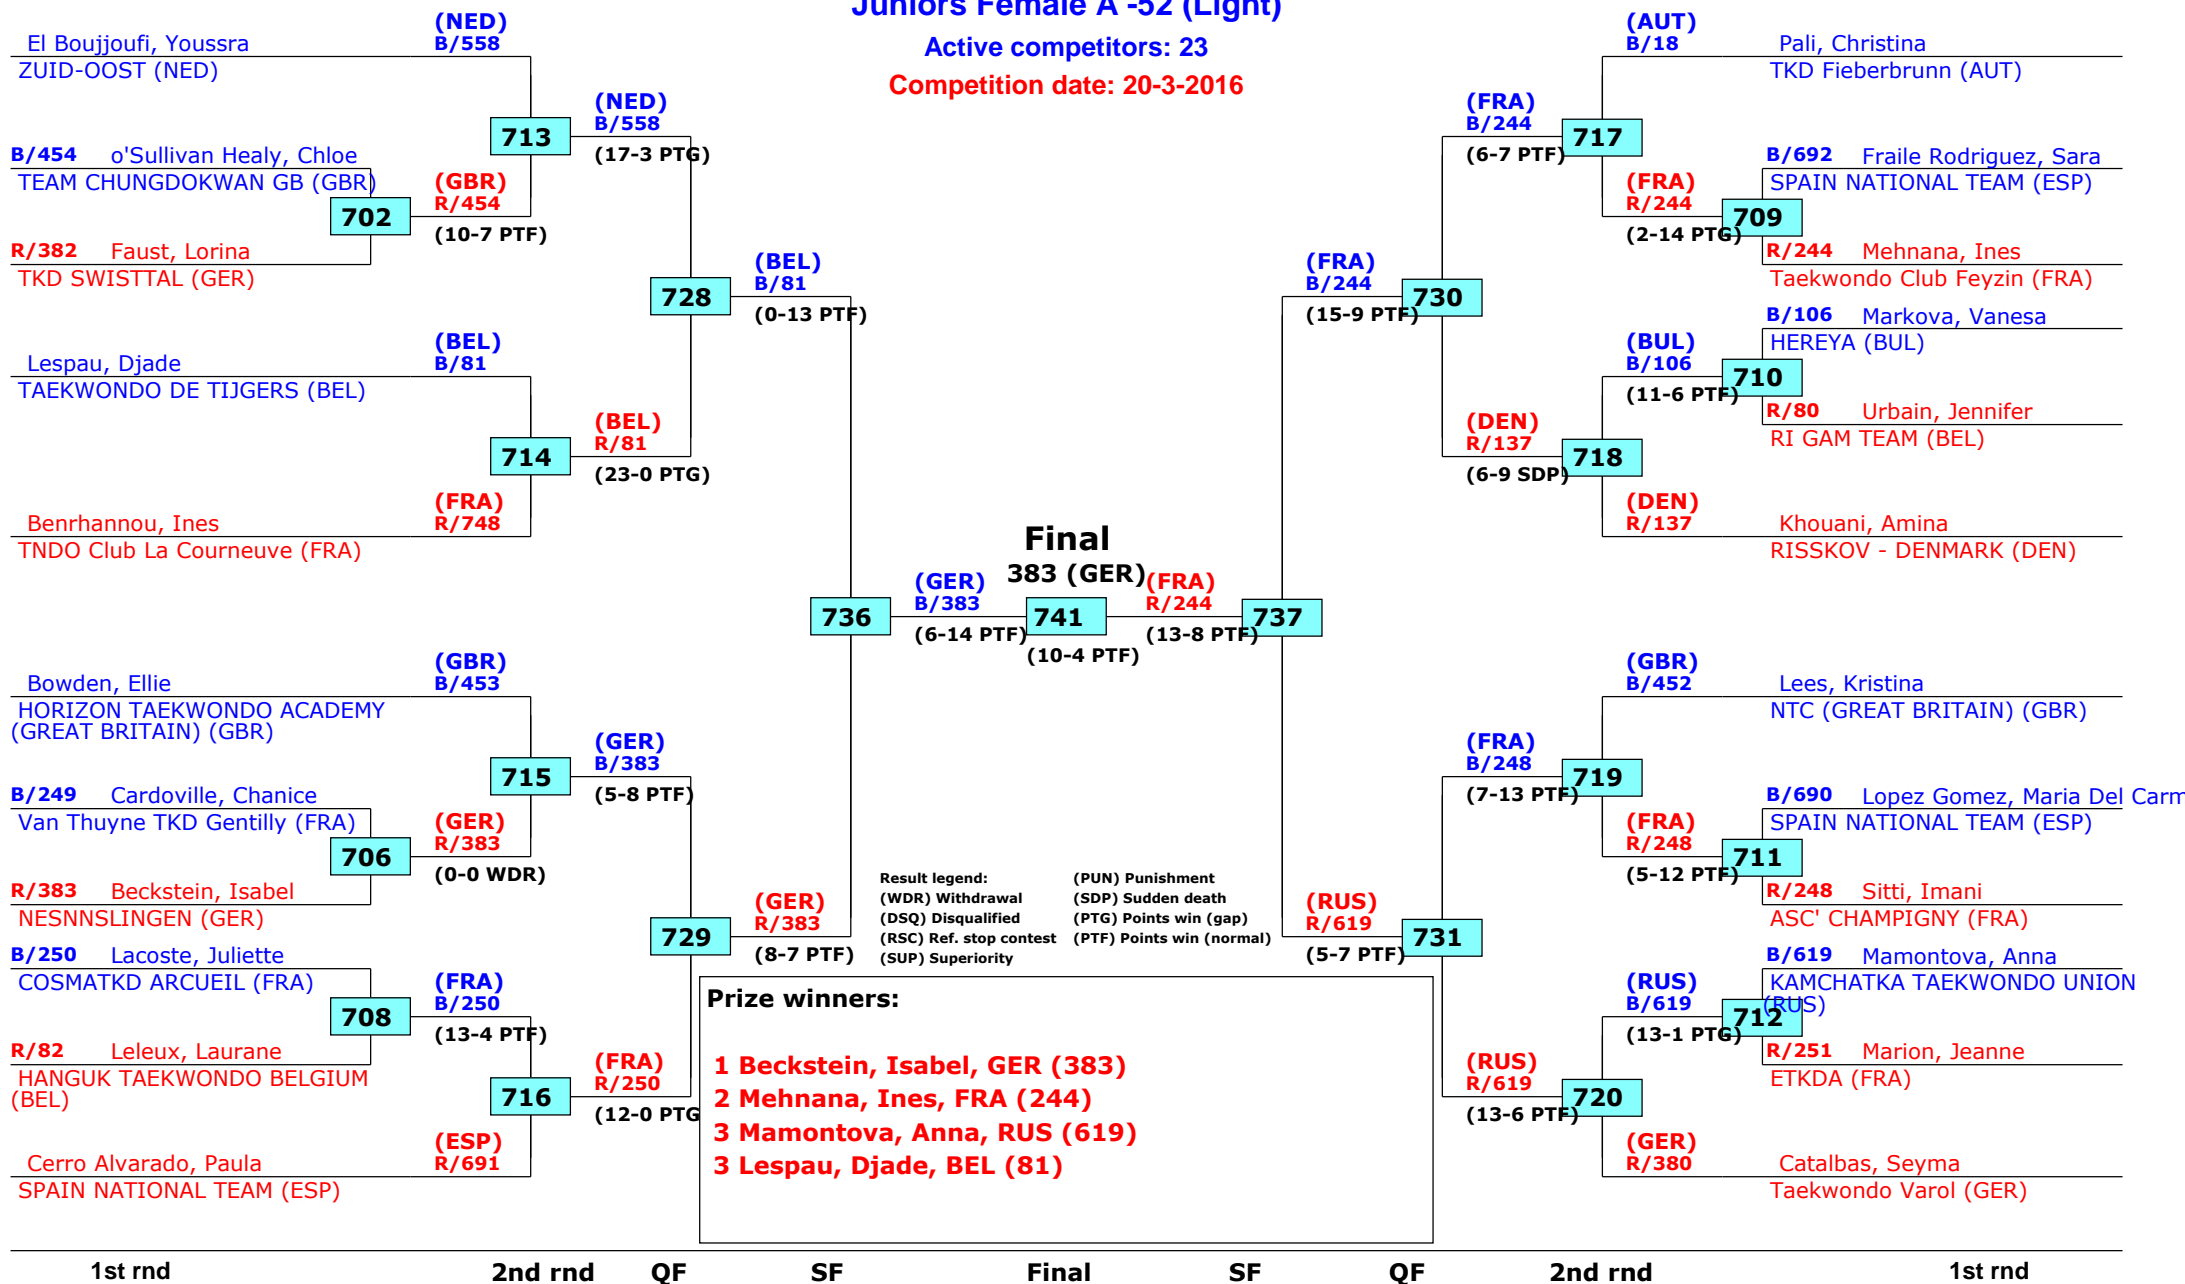 Juniors Female A -52 (Light)
Active competitors: 23
Competition date: 20-3-2016
El Boujjoufi, Youssra
ZUID-OOST (NED)
(NED)
B/558
B/454 o'Sullivan Healy, Chloe
TEAM CHUNGDOKWAN GB (GBR)
702
R/382 Faust, Lorina
TKD SWISTTAL (GER)
(GBR)
R/454
(10-7 PTF)
713
(NED)
B/558
(17-3 PTG)
Lespau, Djade
TAEKWONDO DE TIJGERS (BEL)
(BEL)
B/81
714
Benrhannou, Ines
TNDO Club La Courneuve (FRA)
(FRA)
R/748
(BEL)
R/81
(23-0 PTG)
728
(BEL)
B/81
(0-13 PTF)
Bowden, Ellie
HORIZON TAEKWONDO ACADEMY
(GREAT BRITAIN) (GBR)
(GBR)
B/453
B/249 Cardoville, Chanice
Van Thuyne TKD Gentilly (FRA)
706
R/383 Beckstein, Isabel
NESNNSLINGEN (GER)
(GER)
R/383
(0-0 WDR)
715
(GER)
B/383
(5-8 PTF)
B/250 Lacoste, Juliette
COSMATKD ARCUEIL (FRA)
708
R/82 Leleux, Laurane
HANGUK TAEKWONDO BELGIUM
(BEL)
(FRA)
B/250
(13-4 PTF)
716
Cerro Alvarado, Paula
SPAIN NATIONAL TEAM (ESP)
(ESP)
R/691
(FRA)
R/250
(12-0 PTG
729
(GER)
R/383
(8-7 PTF)
736
(GER)
B/383
(6-14 PTF)
Final
383 (GER)
741
(10-4 PTF)
(FRA)
R/244
(13-8 PTF)
737
(FRA)
B/244
(15-9 PTF)
730
(FRA)
B/244
(6-7 PTF)
717
(AUT)
B/18
Pali, Christina
TKD Fieberbrunn (AUT)
(FRA)
R/244
(2-14 PTG)
709
B/692 Fraile Rodriguez, Sara
SPAIN NATIONAL TEAM (ESP)
R/244 Mehnana, Ines
Taekwondo Club Feyzin (FRA)
(BUL)
B/106
(11-6 PTF)
710
B/106 Markova, Vanesa
HEREYA (BUL)
R/80 Urbain, Jennifer
RI GAM TEAM (BEL)
(DEN)
R/137
(6-9 SDP)
718
(DEN)
R/137
Khouani, Amina
RISSKOV - DENMARK (DEN)
(GBR)
B/452
Lees, Kristina
NTC (GREAT BRITAIN) (GBR)
(FRA)
B/248
(7-13 PTF)
719
(FRA)
R/248
(5-12 PTF)
711
B/690 Lopez Gomez, Maria Del Carm
SPAIN NATIONAL TEAM (ESP)
R/248 Sitti, Imani
ASC' CHAMPIGNY (FRA)
(RUS)
R/619
(5-7 PTF)
731
(RUS)
B/619
(13-1 PTG)
712
B/619 Mamontova, Anna
KAMCHATKA TAEKWONDO UNION
(RUS)
R/251 Marion, Jeanne
ETKDA (FRA)
(RUS)
R/619
(13-6 PTF)
720
(GER)
R/380
Catalbas, Seyma
Taekwondo Varol (GER)
Result legend:
(WDR) Withdrawal
(DSQ) Disqualified
(RSC) Ref. stop contest
(SUP) Superiority
(PUN) Punishment
(SDP) Sudden death
(PTG) Points win (gap)
(PTF) Points win (normal)
Prize winners:
1 Beckstein, Isabel, GER (383)
2 Mehnana, Ines, FRA (244)
3 Mamontova, Anna, RUS (619)
3 Lespau, Djade, BEL (81)
1st rnd 2nd rnd QF SF Final SF QF 2nd rnd 1st rnd